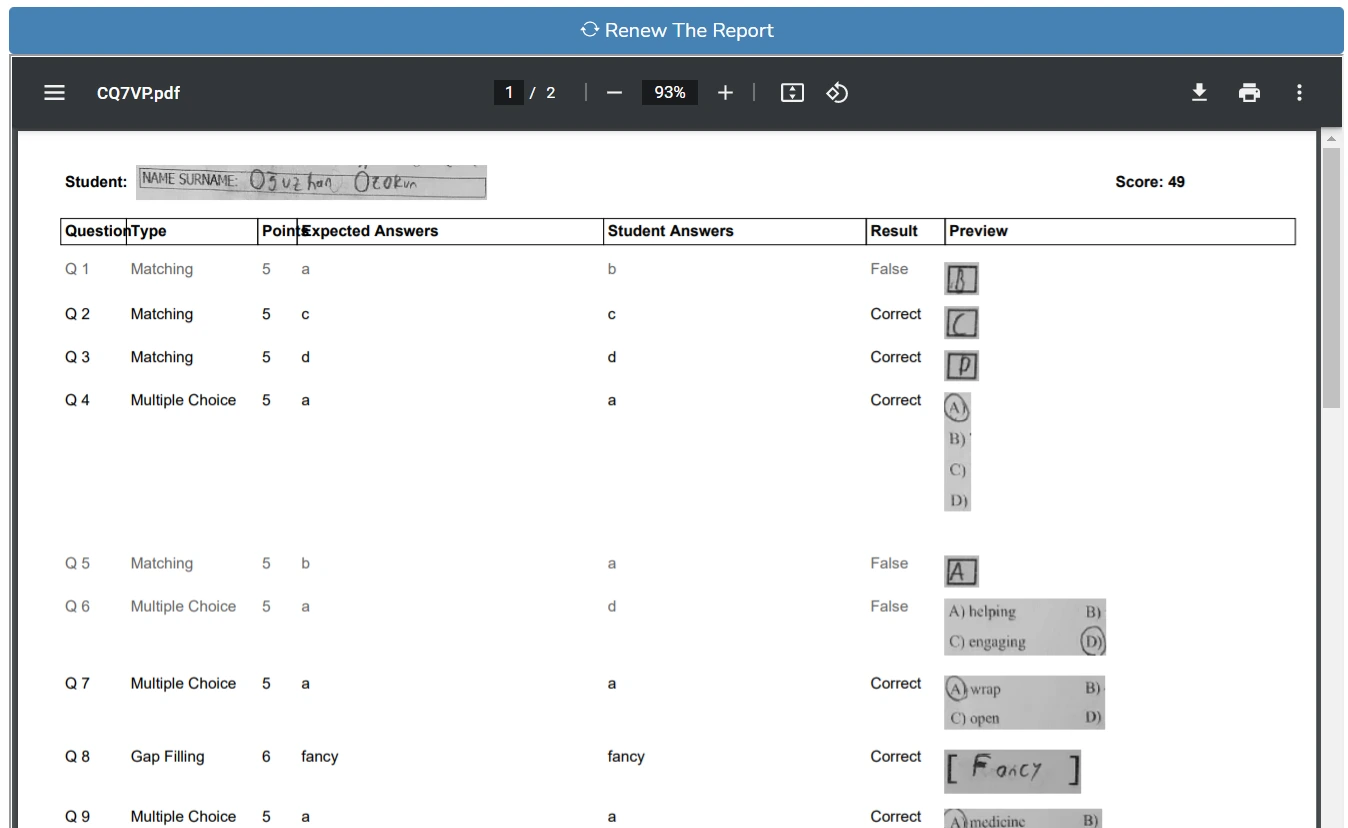 Renew The Report
CQ7VP.pdf 1 / 2 93%
Student: NAME SURNAME: Oğuzhan Özokun Score: 49
Question Type Points Expected Answers Student Answers Result Preview
Q 1 Matching 5 a b False B
Q 2 Matching 5 c c Correct C
Q 3 Matching 5 d d Correct D
Q 4 Multiple Choice 5 a a Correct A)
B)
C)
D)
Q 5 Matching 5 b a False A
Q 6 Multiple Choice 5 a d False A) helping B)
C) engaging D)
Q 7 Multiple Choice 5 a a Correct A) wrap B)
C) open D)
Q 8 Gap Filling 6 fancy fancy Correct [ Fancy ]
Q 9 Multiple Choice 5 a a Correct A) medicine B)